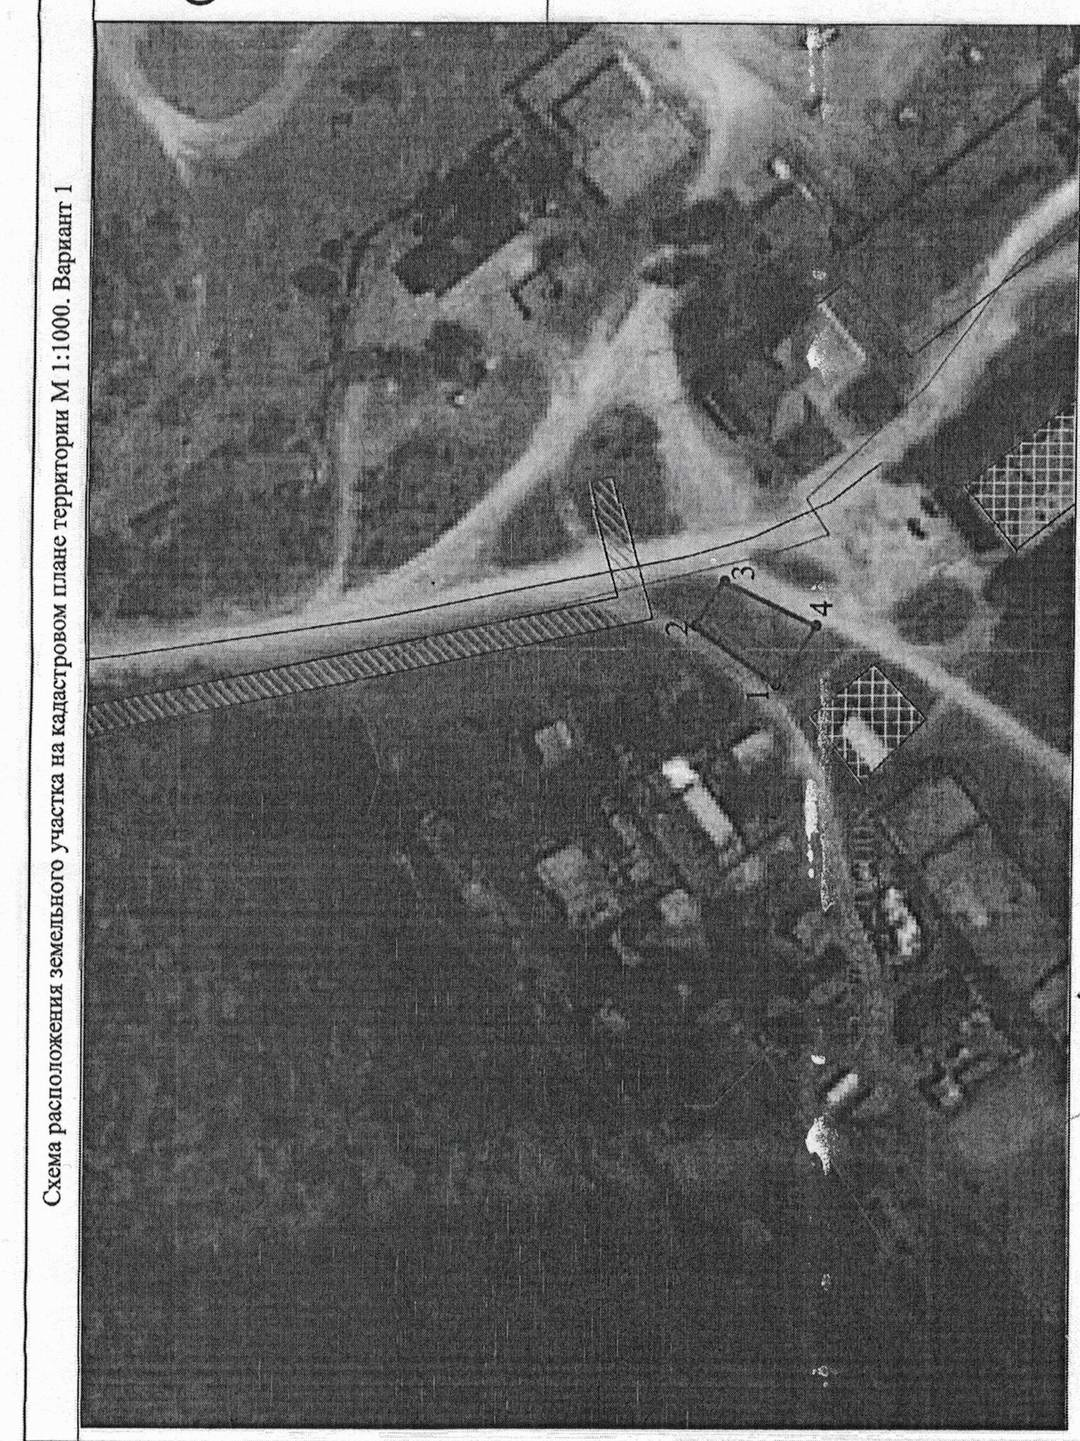 Схема расположения земельного участка на кадастровом плане территории М 1:1000. Вариант 1
1
2
3
4